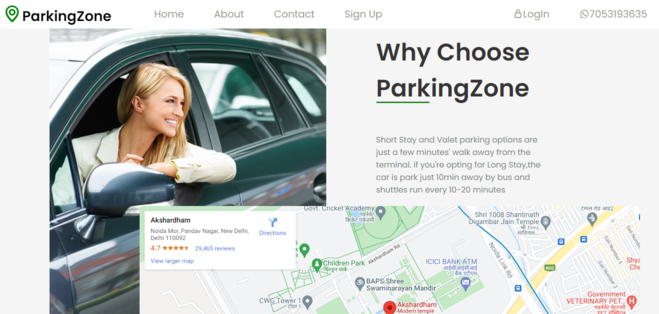 ParkingZone
Home
About
Contact
Sign Up
LogIn
7053193635
Why Choose
ParkingZone
Short Stay and Valet parking options are
just a few minutes' walk away from the
terminal. if you're opting for Long Stay,the
car is park just 10min away by bus and
shuttles run every 10-20 minutes
Akshardham
Noida Mor, Pandav Nagar, New Delhi,
Delhi 110092
4.7
29,465 reviews
View larger map
Directions
Govt. Cricket Academy
Shri 1008 Shantinath
Digambar Jain Temple
Akshardham Rd
Noida Link Rd
Children Park
ICICI BANK ATM
BAPS Shree
Swaminarayan Mandir
CWG Tower 1
Akshardham
Modern temple
Government
VETERINARY PET